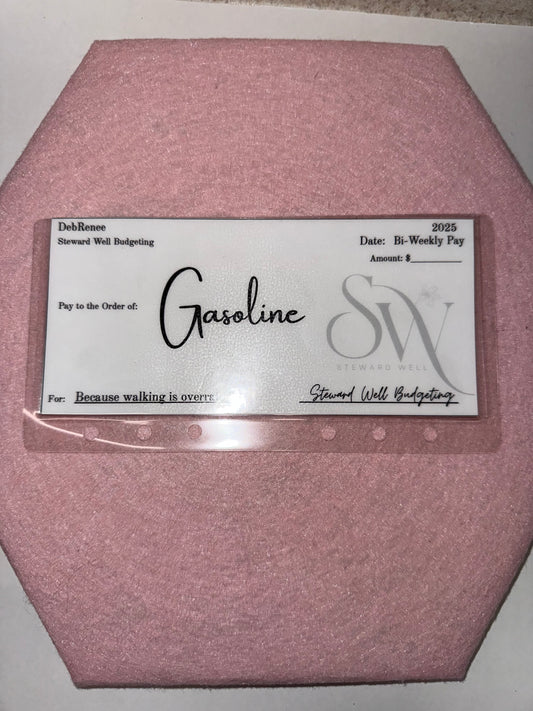 DebRenee
Steward Well Budgeting
2025
Date: Bi-Weekly Pay
Amount: $
Pay to the Order of:
Gasoline
SW
STEWARD WELL
For: Because walking is overr
Steward Well Budgeting